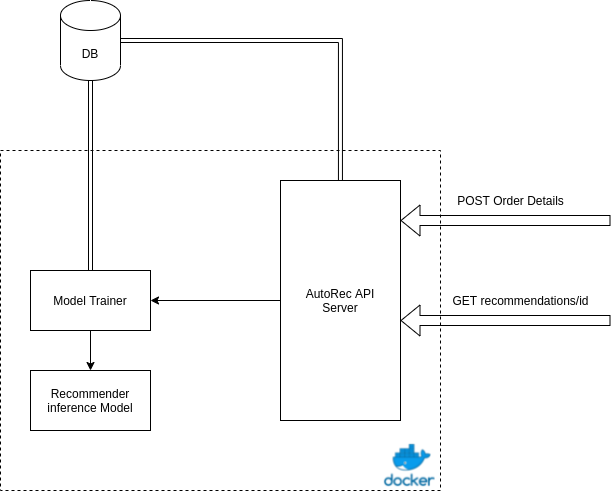 DB
POST Order Details
Model Trainer
AutoRec API
Server
GET recommendations/id
Recommender
inference Model
docker